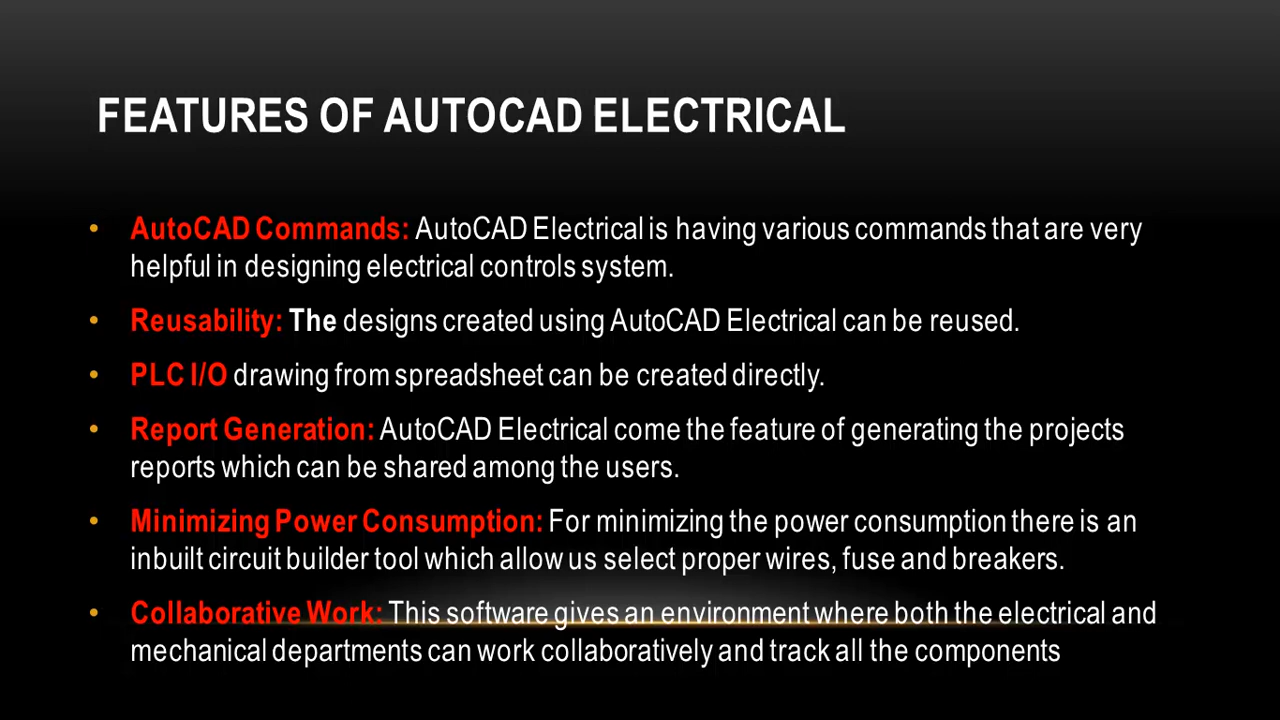 FEATURES OF AUTOCAD ELECTRICAL
• AutoCAD Commands: AutoCAD Electrical is having various commands that are very
helpful in designing electrical controls system.
• Reusability: The designs created using AutoCAD Electrical can be reused.
• PLC I/O drawing from spreadsheet can be created directly.
• Report Generation: AutoCAD Electrical come the feature of generating the projects
reports which can be shared among the users.
• Minimizing Power Consumption: For minimizing the power consumption there is an
inbuilt circuit builder tool which allow us select proper wires, fuse and breakers.
• Collaborative Work: This software gives an environment where both the electrical and
mechanical departments can work collaboratively and track all the components